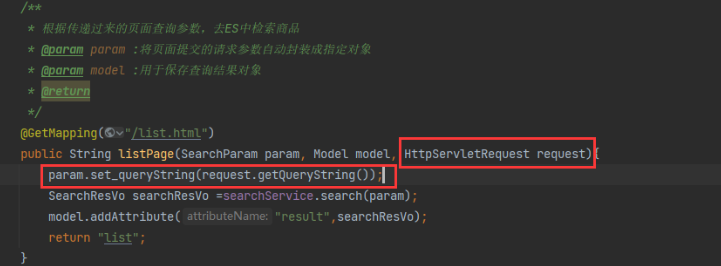 /**
* 根据传递过来的页面查询参数，去ES中检索商品
* @param param :将页面提交的请求参数自动封装成指定对象
* @param model :用于保存查询结果对象
* @return
*/
@GetMapping("/list.html")
public String listPage(SearchParam param, Model model, HttpServletRequest request){
param.set_queryString(request.getQueryString());
SearchResVo searchResVo =searchService.search(param);
model.addAttribute( attributeName: "result",searchResVo);
return "list";
}